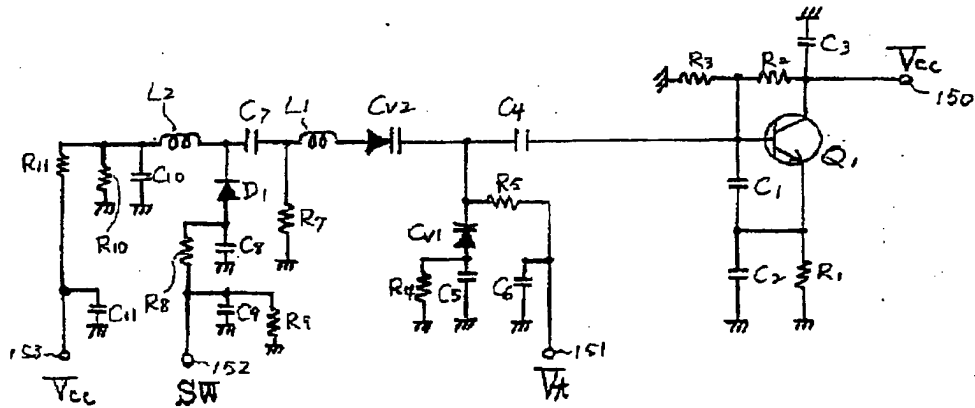 C3
R3
R2
Vcc
150
L2
C7
L1
CV2
C4
Q1
R11
C10
D1
R5
C1
R10
R7
CV1
C8
R8
R4
C5
C6
C2
R1
C11
C9
R9
153
152
151
Vcc
SW
Vt